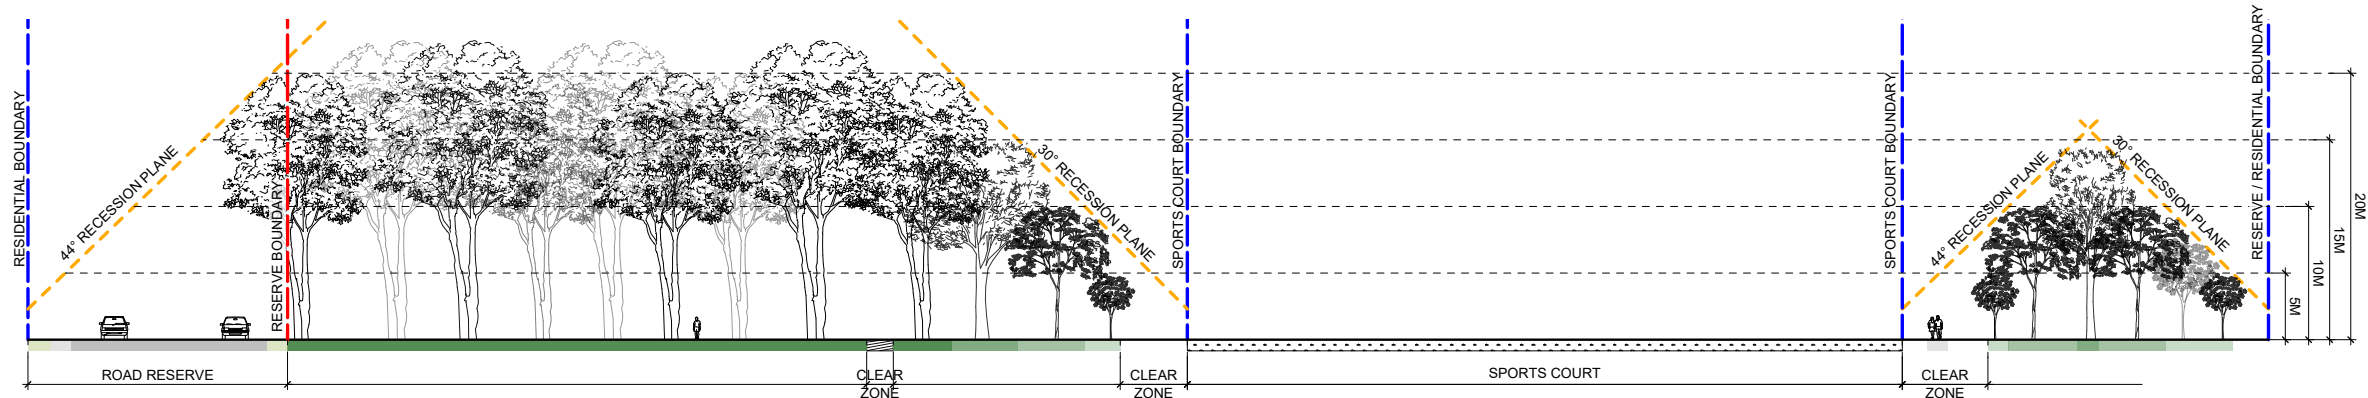 RESIDENTIAL BOUNDARY
44° RECESSION PLANE
RESERVE BOUNDARY
30° RECESSION PLANE
SPORTS COURT BOUNDARY
SPORTS COURT BOUNDARY
44° RECESSION PLANE
30° RECESSION PLANE
RESERVE / RESIDENTIAL BOUNDARY
5M
10M
15M
20M
ROAD RESERVE
CLEAR
ZONE
CLEAR
ZONE
SPORTS COURT
CLEAR
ZONE